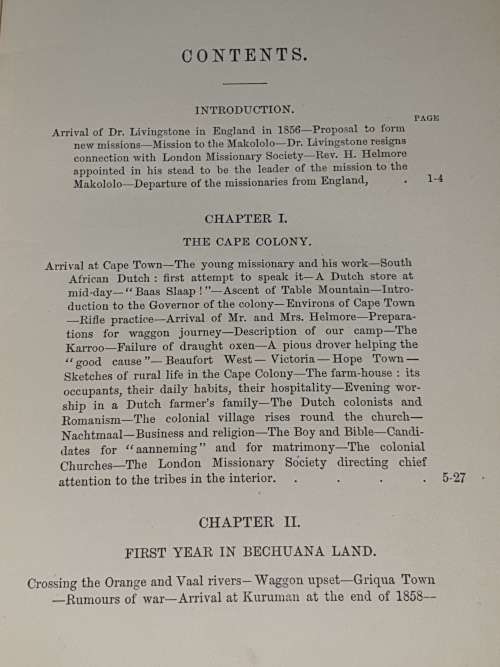 CONTENTS.
INTRODUCTION.
PAGE
Arrival of Dr. Livingstone in England in 1856—Proposal to form
new missions—Mission to the Makololo—Dr. Livingstone resigns
connection with London Missionary Society—Rev. H. Helmore
appointed in his stead to be the leader of the mission to the
Makololo—Departure of the missionaries from England, . 1-4
CHAPTER I.
THE CAPE COLONY.
Arrival at Cape Town—The young missionary and his work—South
African Dutch: first attempt to speak it—A Dutch store at
mid-day—"Baas Slaap!"—Ascent of Table Mountain—Intro-
duction to the Governor of the colony—Environs of Cape Town
—Rifle practice—Arrival of Mr. and Mrs. Helmore—Prepara-
tions for waggon journey—Description of our camp—The
Karroo—Failure of draught oxen—A pious drover helping the
"good cause"—Beaufort West—Victoria—Hope Town—
Sketches of rural life in the Cape Colony—The farm-house: its
occupants, their daily habits, their hospitality—Evening wor-
ship in a Dutch farmer's family—The Dutch colonists and
Romanism—The colonial village rises round the church—
Nachtmaal—Business and religion—The Boy and Bible—Candi-
dates for "aanneming" and for matrimony—The colonial
Churches—The London Missionary Society directing chief
attention to the tribes in the interior. . . . . 5-27
CHAPTER II.
FIRST YEAR IN BECHUANA LAND.
Crossing the Orange and Vaal rivers—Waggon upset—Griqua Town
—Rumours of war—Arrival at Kuruman at the end of 1858—